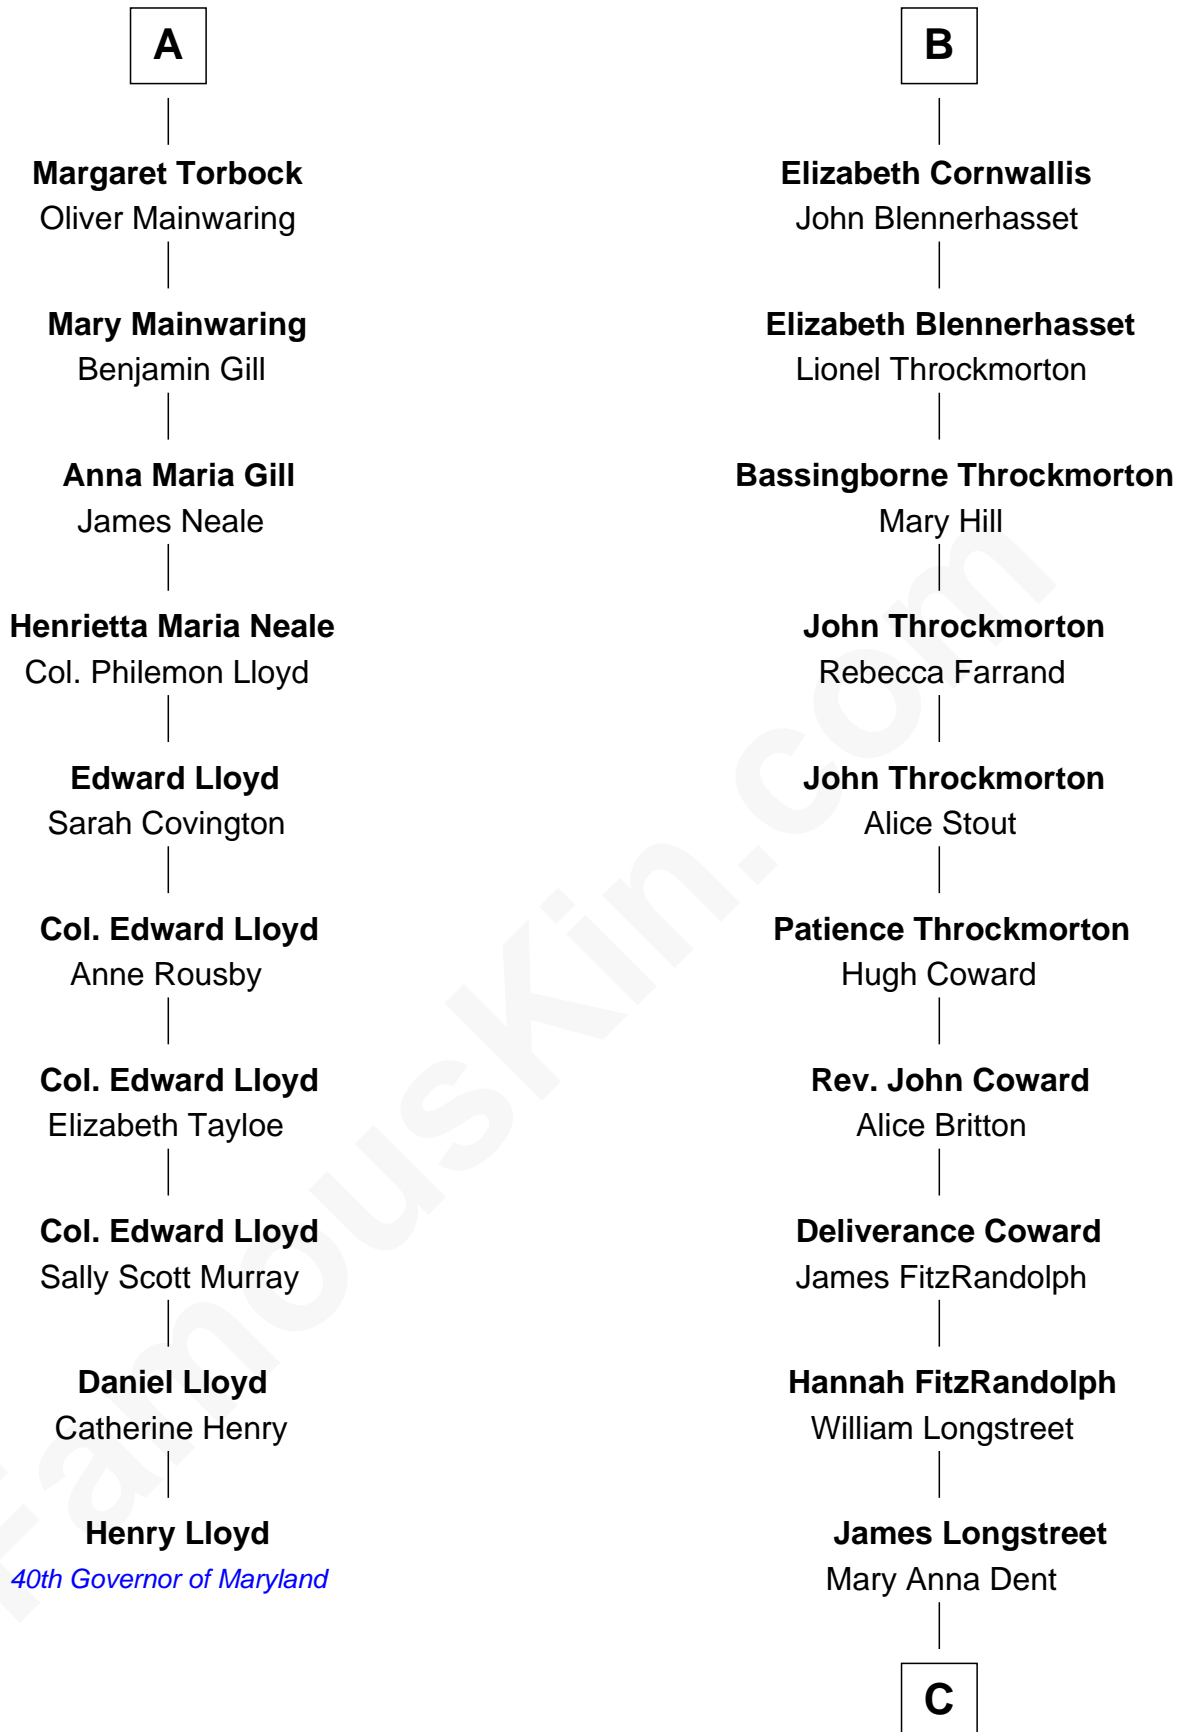 A
Margaret Torbock
Oliver Mainwaring
Mary Mainwaring
Benjamin Gill
Anna Maria Gill
James Neale
Henrietta Maria Neale
Col. Philemon Lloyd
Edward Lloyd
Sarah Covington
Col. Edward Lloyd
Anne Rousby
Col. Edward Lloyd
Elizabeth Tayloe
Col. Edward Lloyd
Sally Scott Murray
Daniel Lloyd
Catherine Henry
Henry Lloyd
40th Governor of Maryland
B
Elizabeth Cornwallis
John Blennerhasset
Elizabeth Blennerhasset
Lionel Throckmorton
Bassingborne Throckmorton
Mary Hill
John Throckmorton
Rebecca Farrand
John Throckmorton
Alice Stout
Patience Throckmorton
Hugh Coward
Rev. John Coward
Alice Britton
Deliverance Coward
James FitzRandolph
Hannah FitzRandolph
William Longstreet
James Longstreet
Mary Anna Dent
C
FamousKin.com